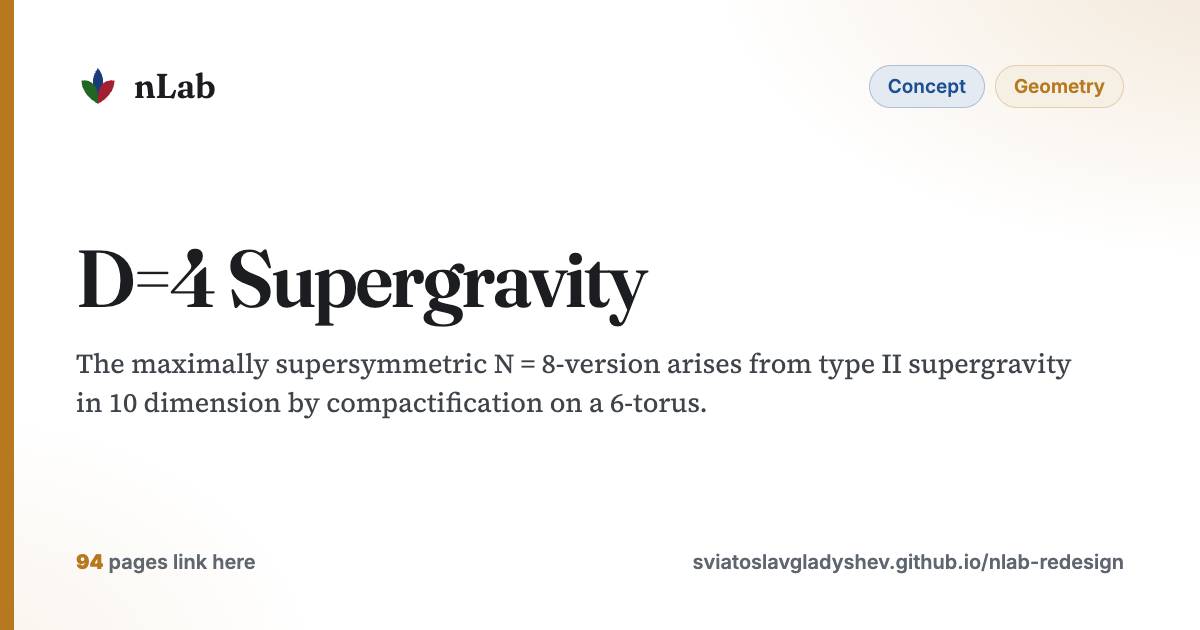 nLab
Concept
Geometry
D=4 Supergravity
The maximally supersymmetric N = 8-version arises from type II supergravity
in 10 dimension by compactification on a 6-torus.
94 pages link here
sviatoslavgladyshev.github.io/nlab-redesign